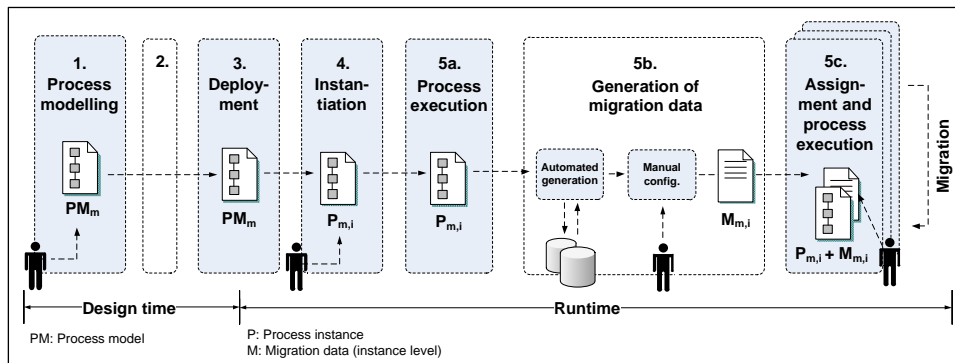 1.
Process
modelling
PMm
2.
3.
Deploy-
ment
PMm
4.
Instan-
tiation
Pm,i
5a.
Process
execution
Pm,i
5b.
Generation of
migration data
Automated
generation
Manual
config.
Mm,i
5c.
Assign-
ment and
process
execution
Pm,i + Mm,i
Migration
Design time
Runtime
PM: Process model
P: Process instance
M: Migration data (instance level)